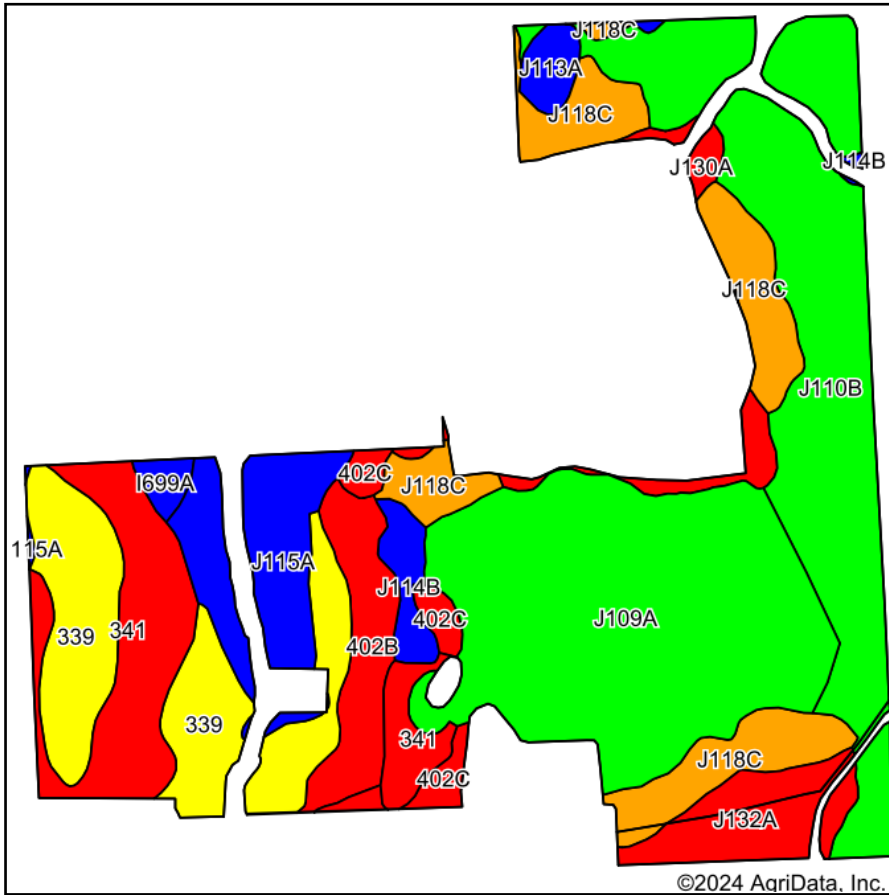 J118C
J113A
J118C
J114B
J130A
J118C
J110B
402C
J118C
I699A
115A
J115A
J114B
402C
J109A
339
341
402B
339
341
J118C
402C
J132A
©2024 AgriData, Inc.